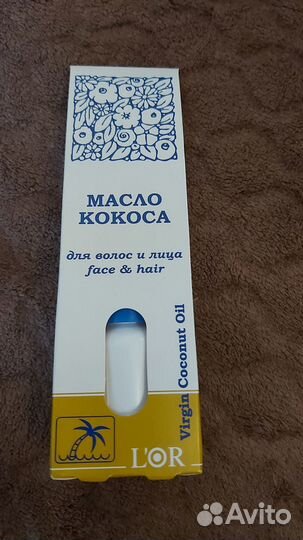 МАСЛО
КОКОСА
для волос и лица
face & hair
Virgin Coconut Oil
L'OR
Avito